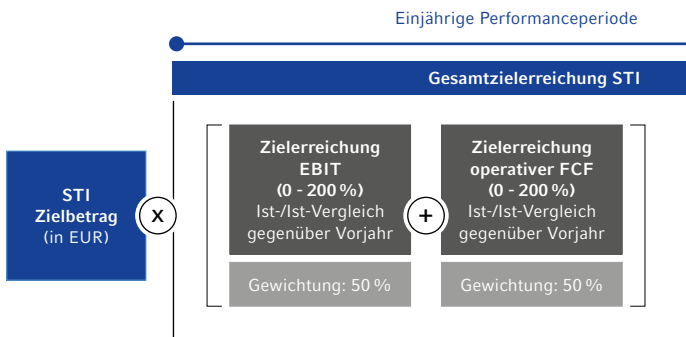 Einjährige Performanceperiode
Gesamtzielerreichung STI
STI
Zielbetrag
(in EUR)
x
Zielerreichung
EBIT
(0 - 200 %)
Ist-/Ist-Vergleich
gegenüber Vorjahr
Gewichtung: 50 %
+
Zielerreichung
operativer FCF
(0 - 200 %)
Ist-/Ist-Vergleich
gegenüber Vorjahr
Gewichtung: 50 %